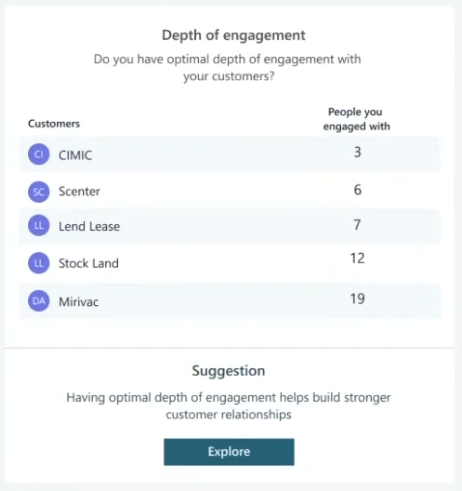 Depth of engagement
Do you have optimal depth of engagement with
your customers?
Customers
People you
engaged with
CI CIMIC 3
SC Scenter 6
LL Lend Lease 7
LL Stock Land 12
DA Mirivac 19
Suggestion
Having optimal depth of engagement helps build stronger
customer relationships
Explore